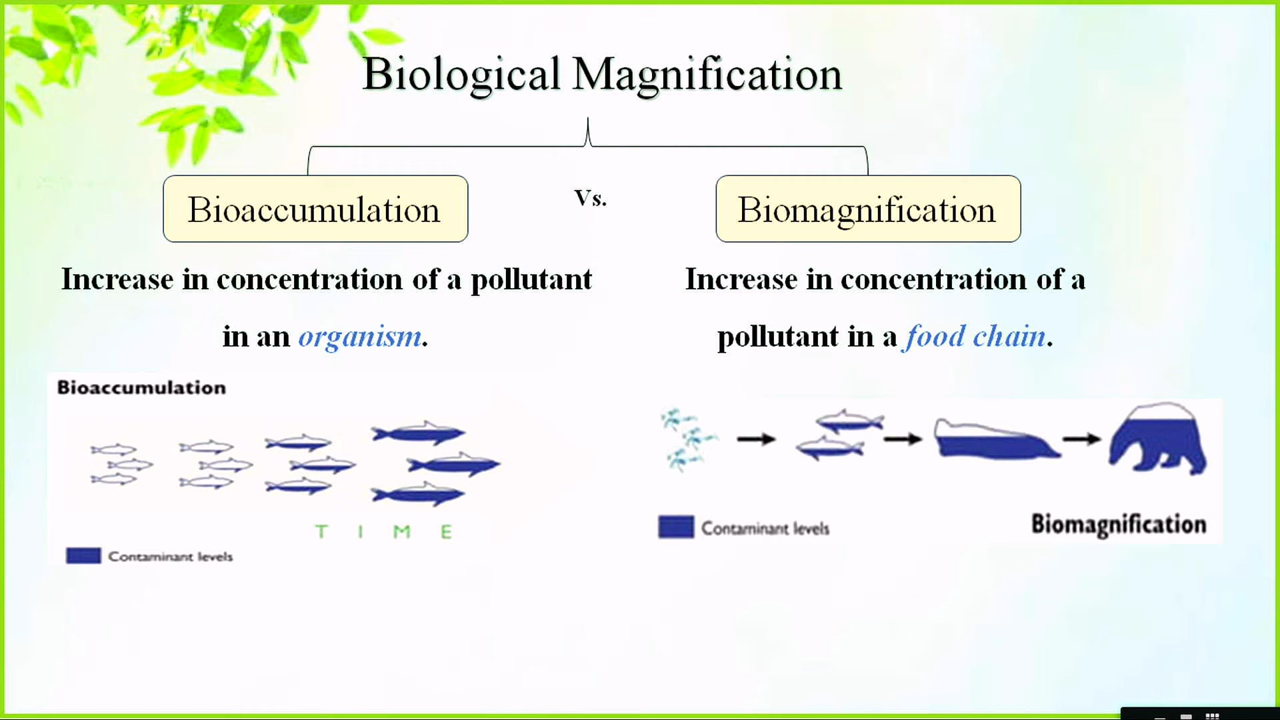 Biological Magnification
Bioaccumulation
Vs.
Biomagnification
Increase in concentration of a pollutant
in an organism.
Increase in concentration of a
pollutant in a food chain.
Bioaccumulation
TIME
Contaminant levels
Contaminant levels
Biomagnification